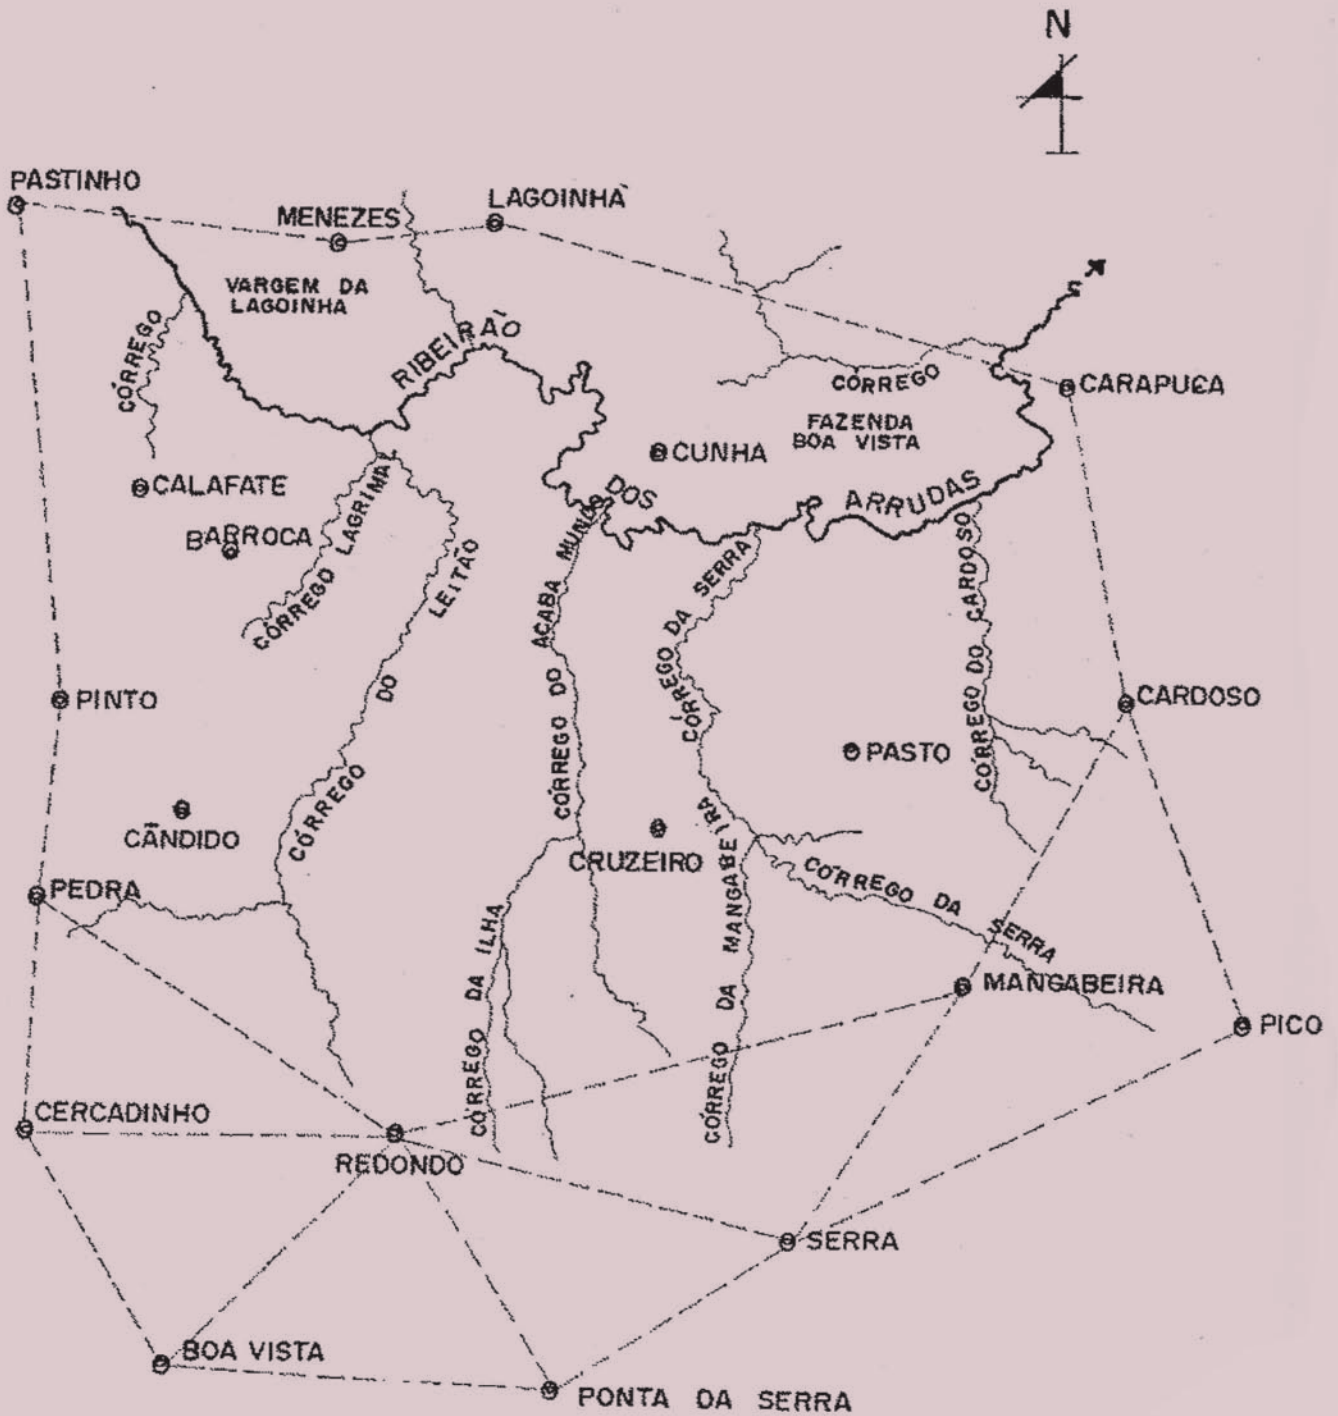 N
PASTINHO
MENEZES
LAGOINHA
VARGEM DA
LAGOINHA
CÓRREGO
RIBEIRÃO
CÓRREGO
CARAPUÇA
FAZENDA
BOA VISTA
CUNHA
CALAFATE
DOS
ARRUDAS
BARROCA
CÓRREGO LAGRIMAL
LEITÃO
DO
CÓRREGO
CÓRREGO DO ACABA MUNDO
CÓRREGO DA SERRA
CÓRREGO DO CARDOSO
PINTO
CARDOSO
PASTO
CÂNDIDO
CRUZEIRO
PEDRA
CÓRREGO DA ILHA
CÓRREGO DA MANGABEIRA
CÓRREGO DA SERRA
MANGABEIRA
PICO
CERCADINHO
REDONDO
SERRA
BOA VISTA
PONTA DA SERRA